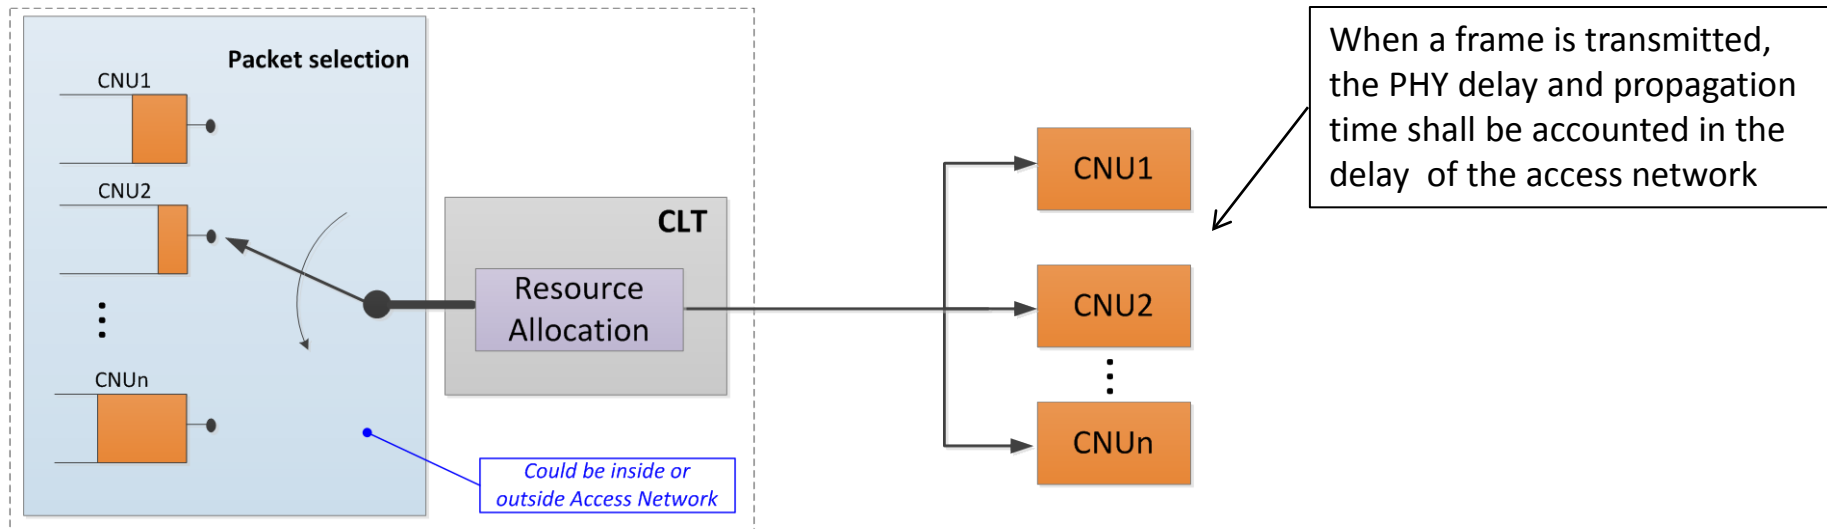 Packet selection
CNU1
CNU2
CNUn
Could be inside or
outside Access Network
CLT
Resource
Allocation
CNU1
CNU2
CNUn
When a frame is transmitted,
the PHY delay and propagation
time shall be accounted in the
delay  of the access network